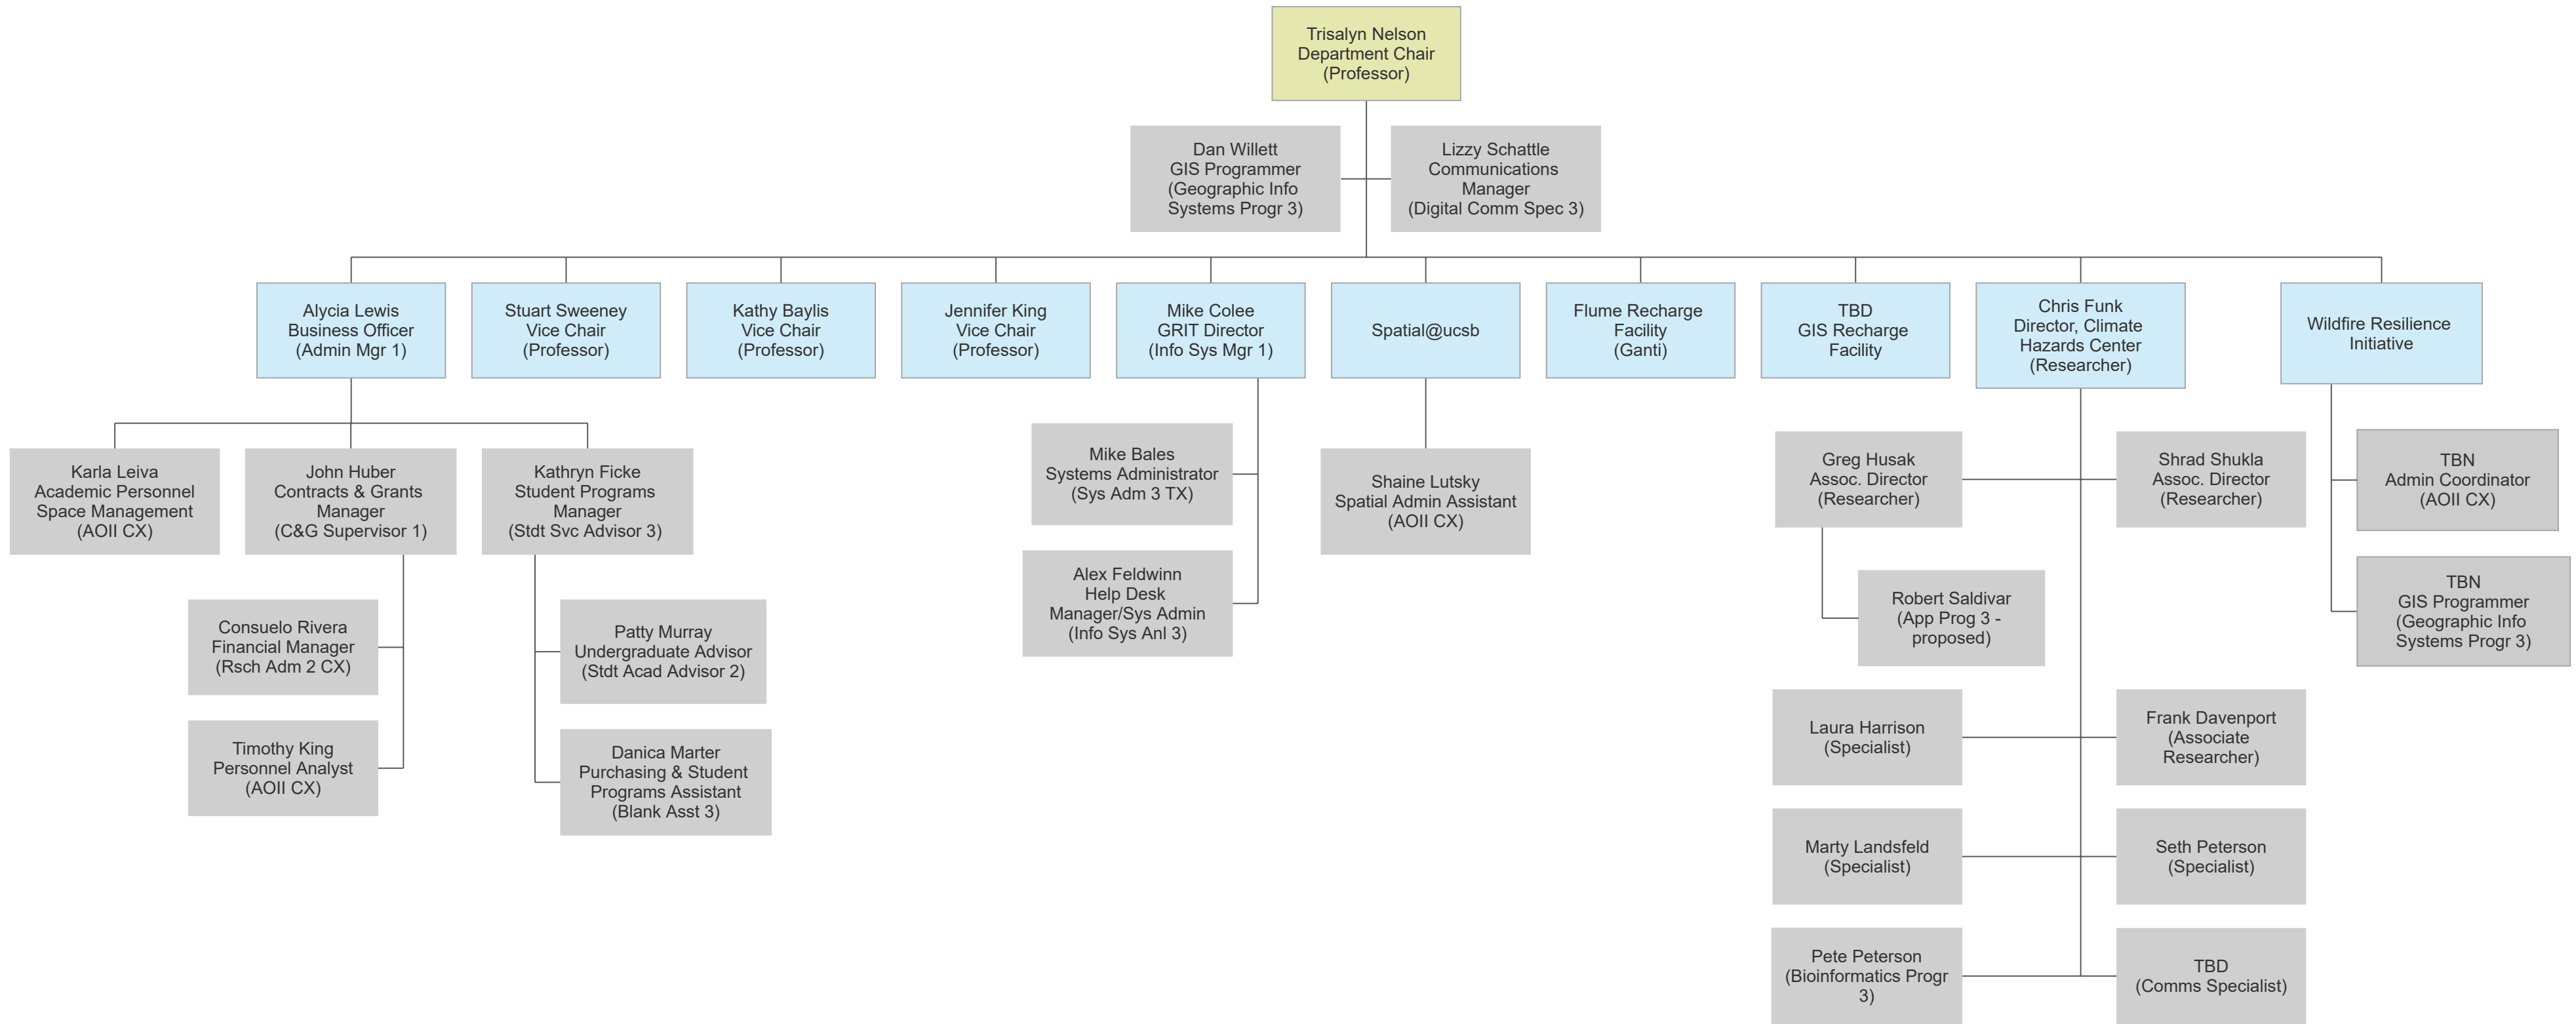 Trisalyn Nelson
Department Chair
(Professor)
Dan Willett
GIS Programmer
(Geographic Info
Systems Progr 3)
Lizzy Schattle
Communications
Manager
(Digital Comm Spec 3)
Alycia Lewis
Business Officer
(Admin Mgr 1)
Stuart Sweeney
Vice Chair
(Professor)
Kathy Baylis
Vice Chair
(Professor)
Jennifer King
Vice Chair
(Professor)
Mike Colee
GRIT Director
(Info Sys Mgr 1)
Spatial@ucsb
Flume Recharge
Facility
(Ganti)
TBD
GIS Recharge
Facility
Chris Funk
Director, Climate
Hazards Center
(Researcher)
Wildfire Resilience
Initiative
Karla Leiva
Academic Personnel
Space Management
(AOII CX)
John Huber
Contracts & Grants
Manager
(C&G Supervisor 1)
Kathryn Ficke
Student Programs
Manager
(Stdt Svc Advisor 3)
Mike Bales
Systems Administrator
(Sys Adm 3 TX)
Shaine Lutsky
Spatial Admin Assistant
(AOII CX)
Greg Husak
Assoc. Director
(Researcher)
Shrad Shukla
Assoc. Director
(Researcher)
TBN
Admin Coordinator
(AOII CX)
Alex Feldwinn
Help Desk
Manager/Sys Admin
(Info Sys Anl 3)
Robert Saldivar
(App Prog 3 -
proposed)
TBN
GIS Programmer
(Geographic Info
Systems Progr 3)
Consuelo Rivera
Financial Manager
(Rsch Adm 2 CX)
Patty Murray
Undergraduate Advisor
(Stdt Acad Advisor 2)
Timothy King
Personnel Analyst
(AOII CX)
Danica Marter
Purchasing & Student
Programs Assistant
(Blank Asst 3)
Laura Harrison
(Specialist)
Frank Davenport
(Associate
Researcher)
Marty Landsfeld
(Specialist)
Seth Peterson
(Specialist)
Pete Peterson
(Bioinformatics Progr
3)
TBD
(Comms Specialist)